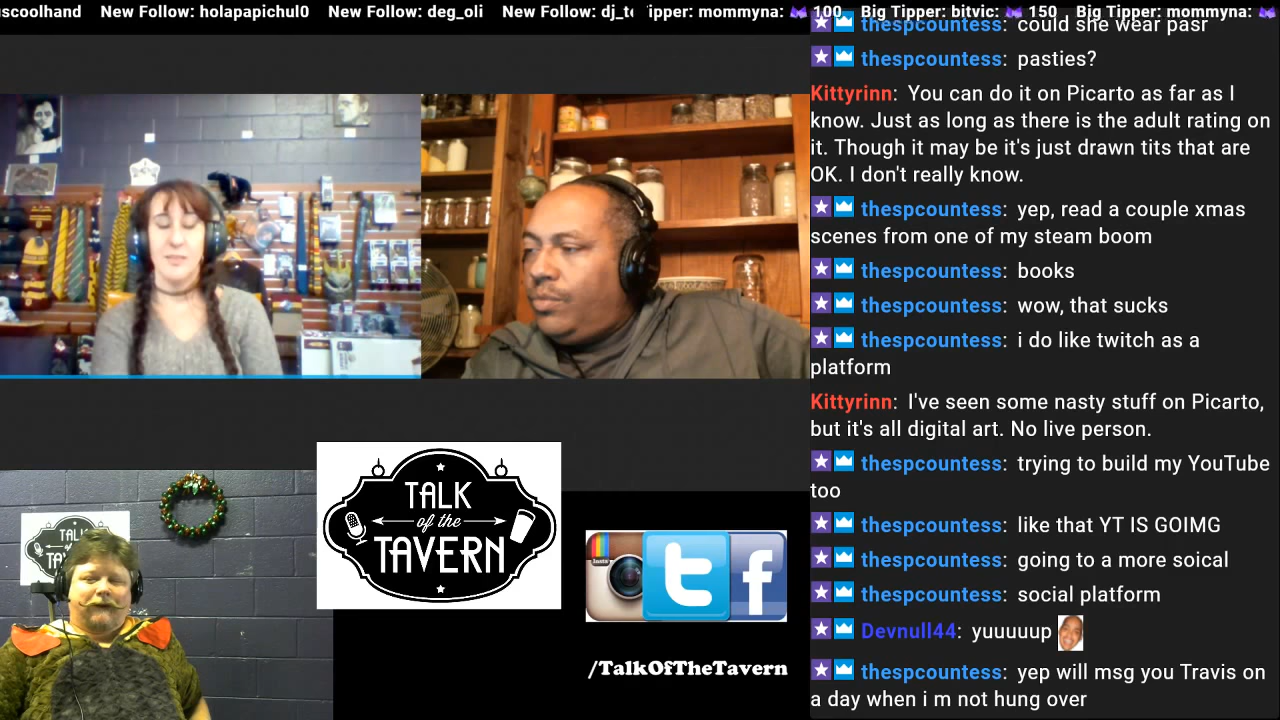 uscoolhand New Follow: holapapichul0 New Follow: deg_oli New Follow: dj_t
ipper: mommyna: 100 Big Tipper: bitvic: 150 Big Tipper: mommyna:
thespcountess: could she wear pasr
thespcountess: pasties?
Kittyrinn: You can do it on Picarto as far as I
know. Just as long as there is the adult rating on
it. Though it may be it's just drawn tits that are
OK. I don't really know.
thespcountess: yep, read a couple xmas
scenes from one of my steam boom
thespcountess: books
thespcountess: wow, that sucks
thespcountess: i do like twitch as a
platform
Kittyrinn: I've seen some nasty stuff on Picarto,
but it's all digital art. No live person.
thespcountess: trying to build my YouTube
too
thespcountess: like that YT IS GOIMG
thespcountess: going to a more soical
thespcountess: social platform
Devnull44: yuuuuup
thespcountess: yep will msg you Travis on
a day when i m not hung over
TALK
of the
TAVERN
TALK
of the
/TalkOfTheTavern